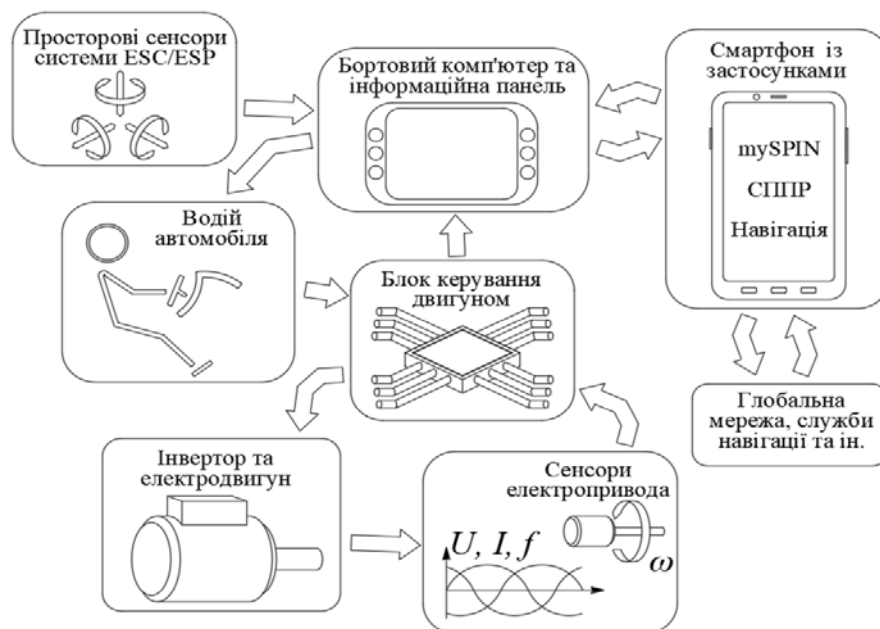 Просторові сенсори
системи ESC/ESP
Бортовий комп'ютер та
інформаційна панель
Смартфон із
застосунками
mySPIN
СППР
Навігація
Водій
автомобіля
Блок керування
двигуном
Глобальна
мережа, служби
навігації та ін.
Інвертор та
електродвигун
Сенсори
електропривода
U, I, f
ω